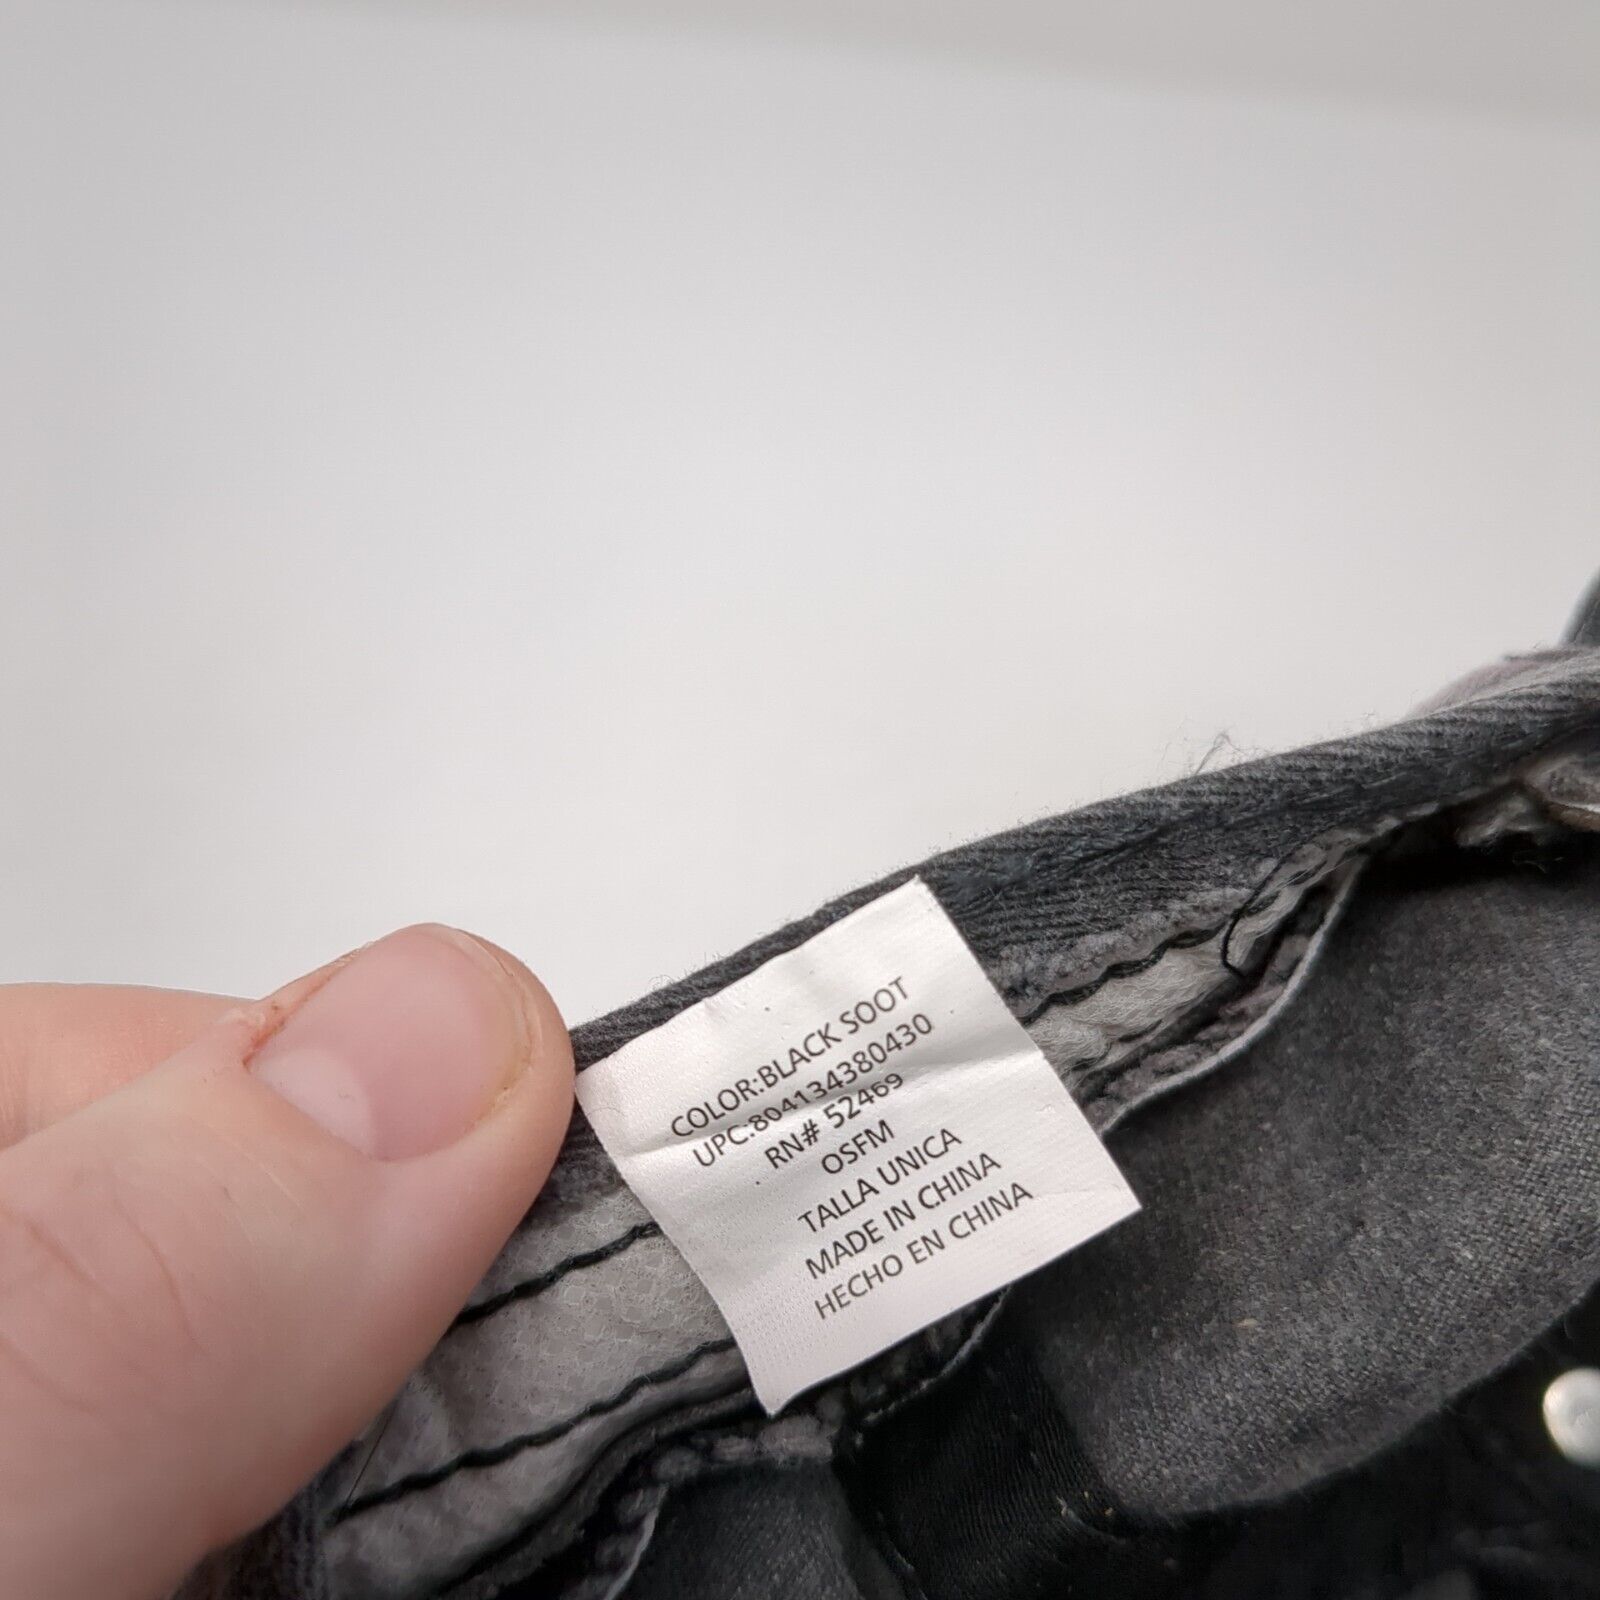 COLOR:BLACK SOOT
UPC:804134380430
RN# 52469
OSFM
TALLA UNICA
MADE IN CHINA
HECHO EN CHINA